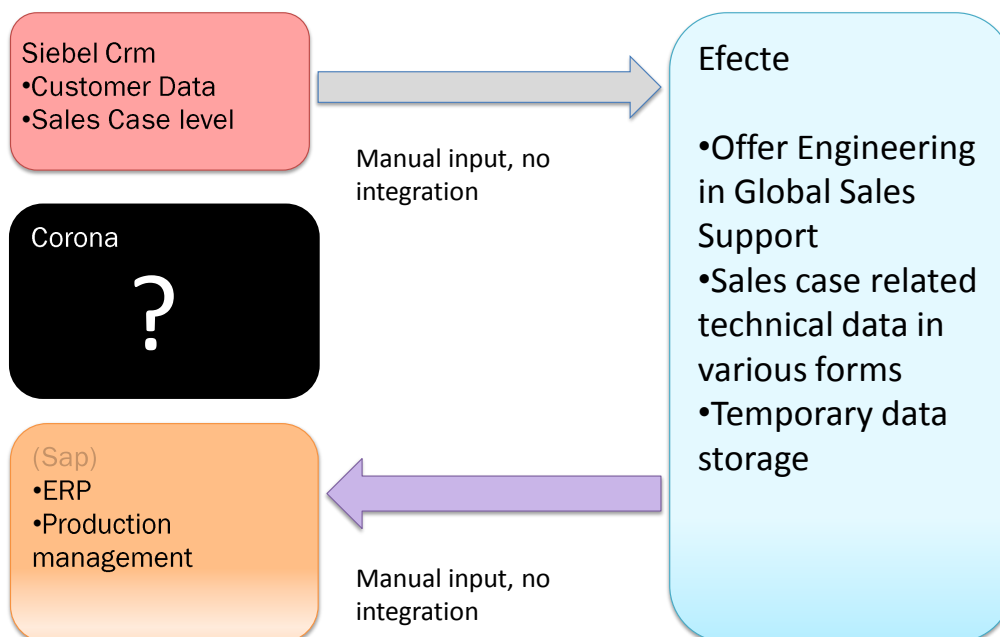 Siebel Crm
•Customer Data
•Sales Case level
Manual input, no
integration
Corona
?
(Sap)
•ERP
•Production
management
Manual input, no
integration
Efecte
•Offer Engineering
in Global Sales
Support
•Sales case related
technical data in
various forms
•Temporary data
storage